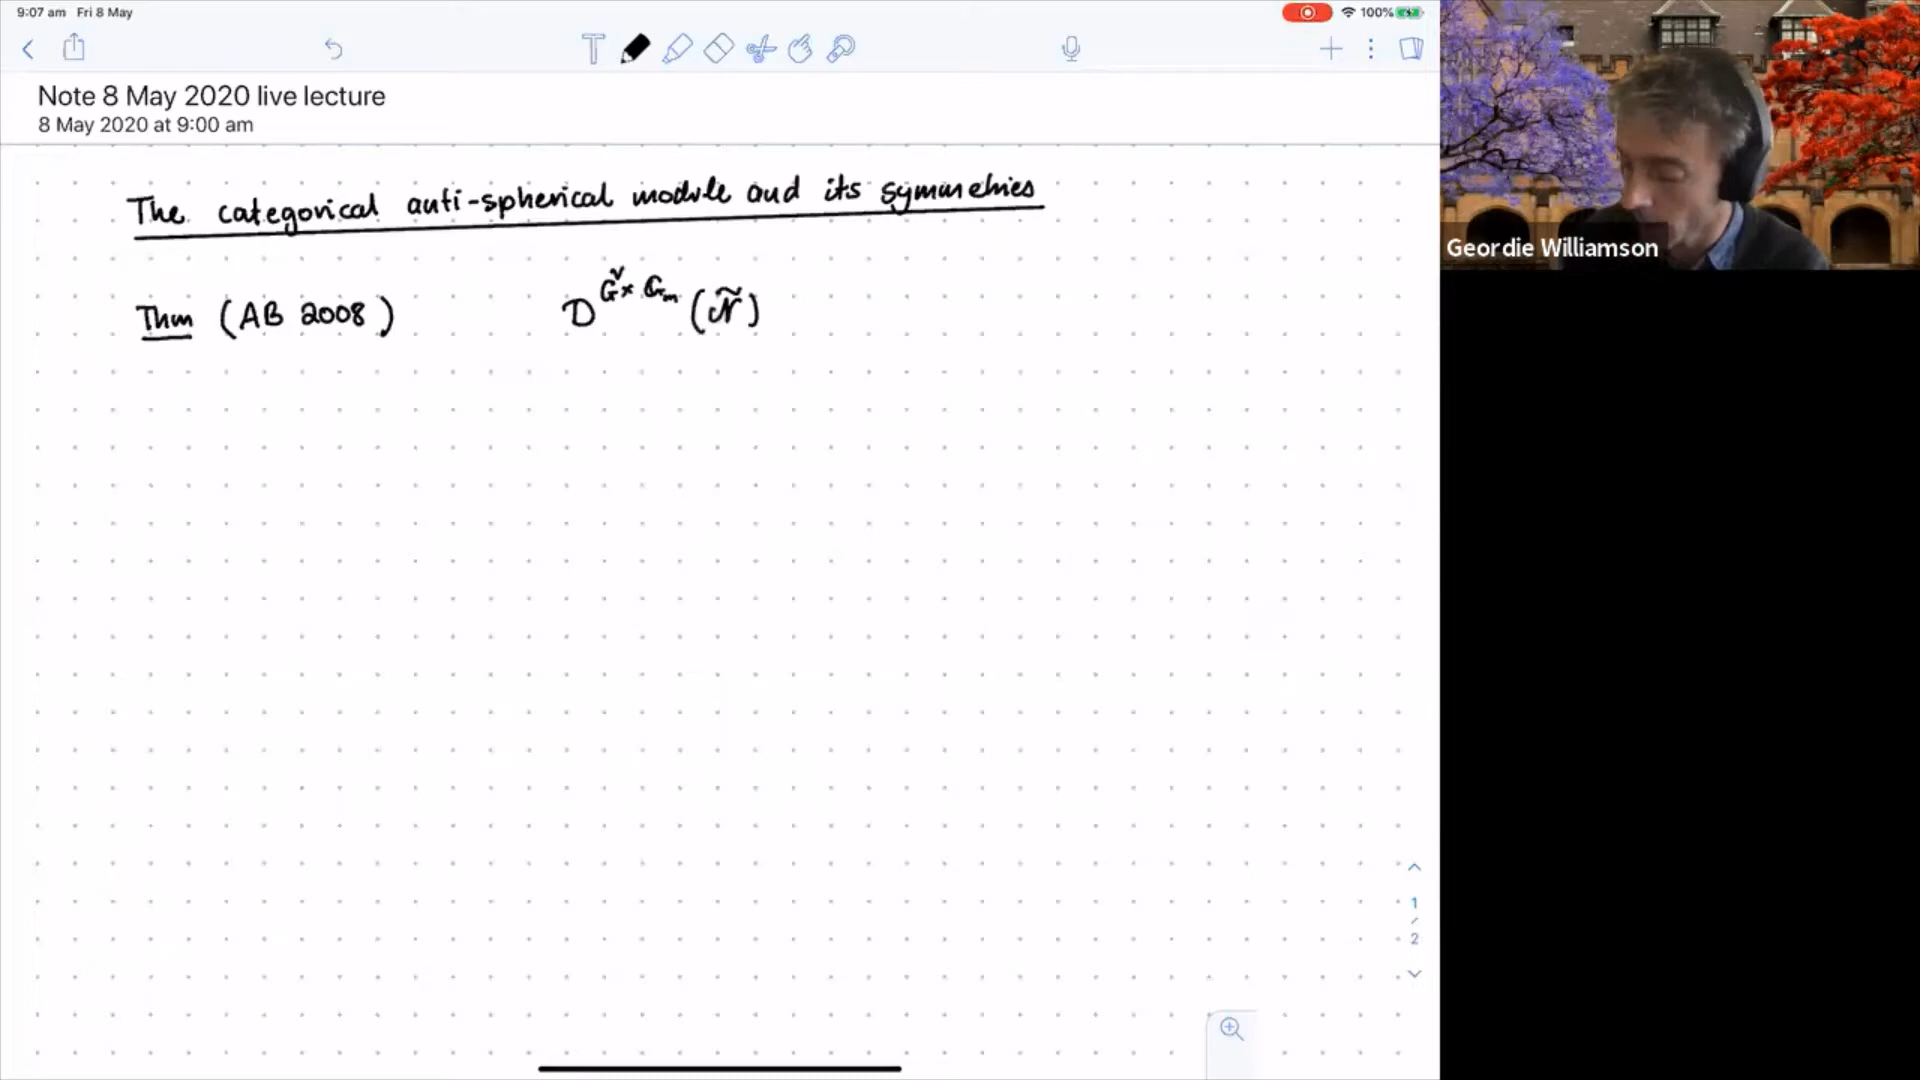 9:07 am Fri 8 May
100%
Note 8 May 2020 live lecture
8 May 2020 at 9:00 am
The categorical anti-spherical module and its symmetries
Thm (AB 2008) D^{Ǧ × G_m} (Ñ)
1
/
2
Geordie Williamson